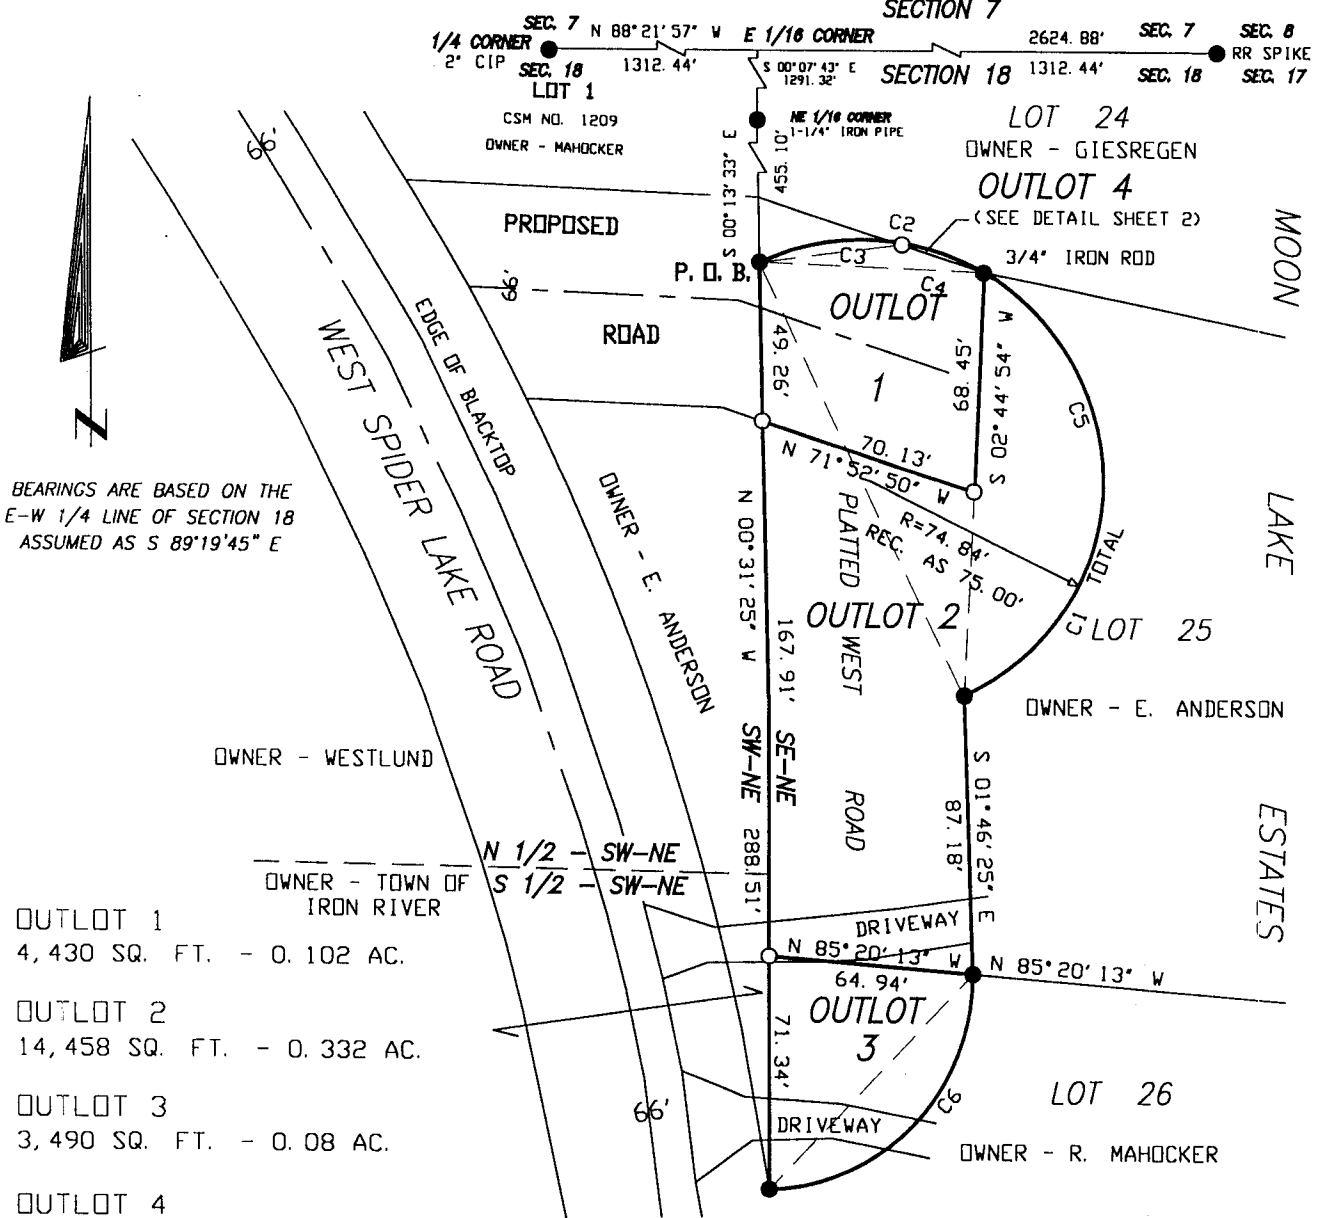 SECTION 7
SEC. 7 N 88°21'57" W E 1/16 CORNER 2624.88' SEC. 7 SEC. 8
1/4 CORNER
2" CIP
RR SPIKE
SEC. 18 1312.44' S 00°07'43" E SECTION 18 1312.44' SEC. 18 SEC. 17
1291.32'
LOT 1
CSM NO. 1209
OWNER - MAHOCKER
NE 1/16 CORNER
1-1/4" IRON PIPE
S 00°13'33" E
455.10'
LOT 24
OWNER - GIESREGEN
OUTLOT 4
(SEE DETAIL SHEET 2)
3/4" IRON ROD
66'
PROPOSED
66'
ROAD
P.O.B.
C2
C3
C4
OUTLOT
1
49.26'
68.45'
S 02°44'54" W
C5
70.13'
N 71°52'50" W
MOON
LAKE
ESTATES
N
BEARINGS ARE BASED ON THE
E-W 1/4 LINE OF SECTION 18
ASSUMED AS S 89°19'45" E
WEST SPIDER LAKE ROAD
EDGE OF BLACKTOP
OWNER - E. ANDERSON
R=74.84'
REC. AS 75.00'
C1 TOTAL
PLATTED
WEST
ROAD
OUTLOT 2
N 00°31'25" W
167.91'
LOT 25
OWNER - E. ANDERSON
SW-NE
SE-NE
288.51'
S 01°46'25" E
87.18'
OWNER - WESTLUND
N 1/2 - SW-NE
S 1/2 - SW-NE
OWNER - TOWN OF
IRON RIVER
DRIVEWAY
N 85°20'13" W
64.94'
N 85°20'13" W
OUTLOT
3
71.34'
C6
DRIVEWAY
66'
LOT 26
OWNER - R. MAHOCKER
OUTLOT 1
4,430 SQ. FT. - 0.102 AC.
OUTLOT 2
14,458 SQ. FT. - 0.332 AC.
OUTLOT 3
3,490 SQ. FT. - 0.08 AC.
OUTLOT 4